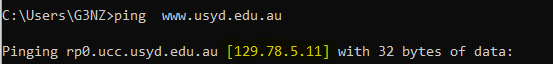 C:\Users\G3NZ>ping  www.usyd.edu.au
Pinging rp0.ucc.usyd.edu.au [129.78.5.11] with 32 bytes of data: